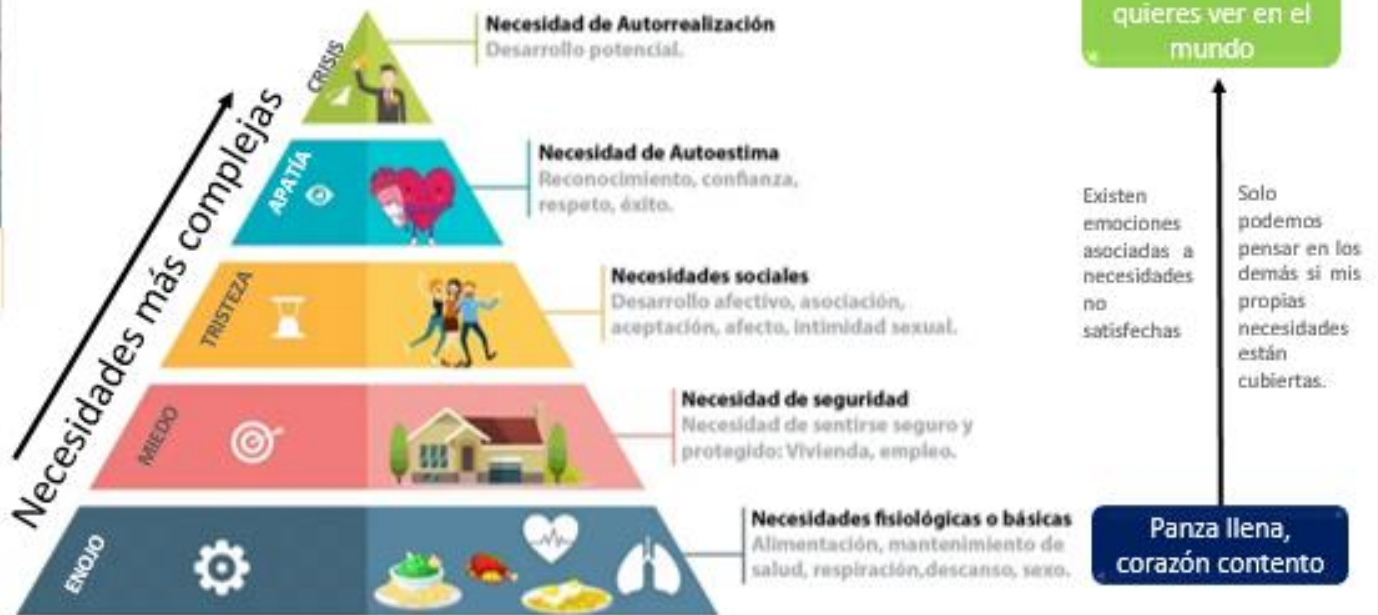 quieres ver en el
mundo
Necesidad de Autorrealización
Desarrollo potencial.
CRISIS
Necesidades más complejas
Necesidad de Autoestima
Reconocimiento, confianza,
respeto, éxito.
APATÍA
Necesidades sociales
Desarrollo afectivo, asociación,
aceptación, afecto, intimidad sexual.
TRISTEZA
Necesidad de seguridad
Necesidad de sentirse seguro y
protegido: Vivienda, empleo.
MIEDO
Necesidades fisiológicas o básicas
Alimentación, mantenimiento de
salud, respiración,descanso, sexo.
ENOJO
Existen
emociones
asociadas a
necesidades
no
satisfechas
Solo
podemos
pensar en los
demás si mis
propias
necesidades
están
cubiertas.
Panza llena,
corazón contento